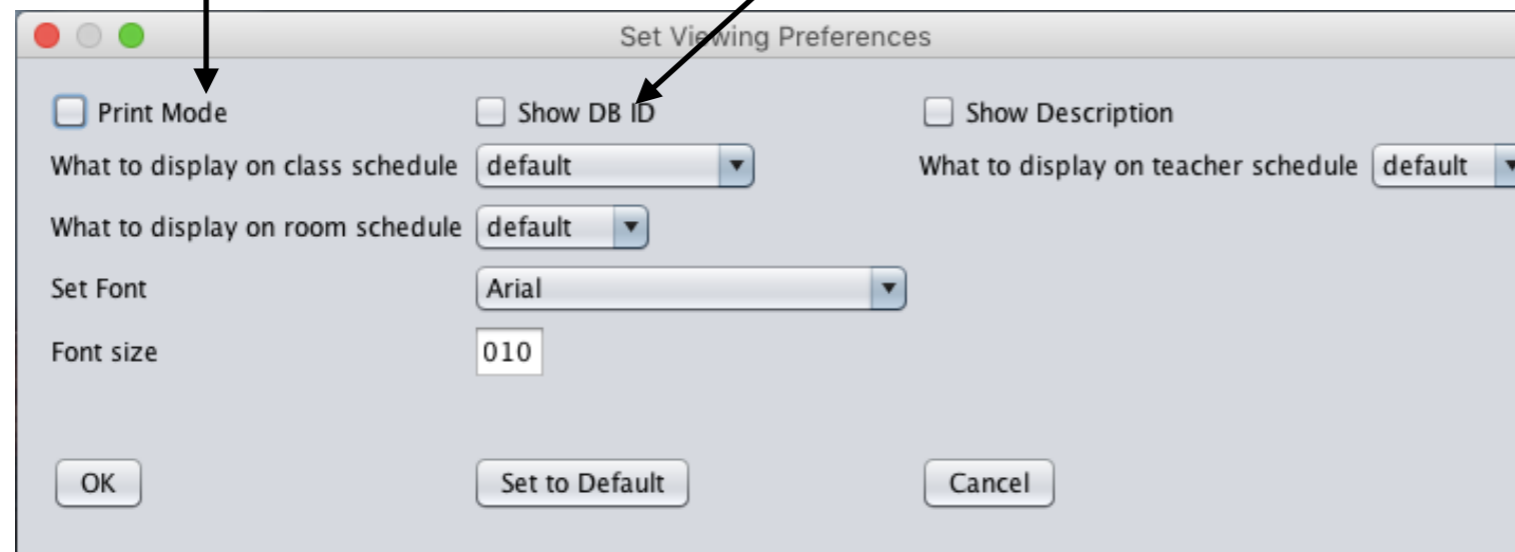 Set Viewing Preferences
Print Mode Show DB ID Show Description
What to display on class schedule default What to display on teacher schedule default
What to display on room schedule default
Set Font Arial
Font size 010
OK Set to Default Cancel